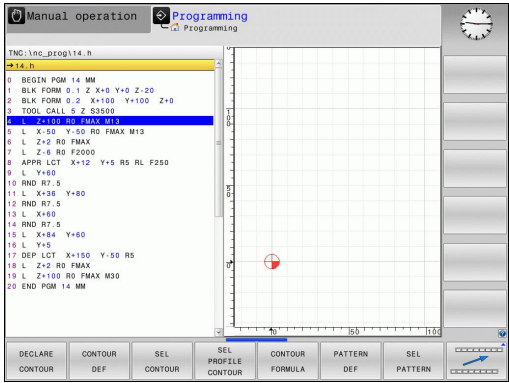 Manual operation
Programming
Programming
TNC:\nc_prog\14.h
→14.h
0 BEGIN PGM 14 MM
1 BLK FORM 0.1 Z X+0 Y+0 Z-20
2 BLK FORM 0.2 X+100 Y+100 Z+0
3 TOOL CALL 5 Z S3500
4 L Z+100 R0 FMAX M13
5 L X-50 Y-50 R0 FMAX M13
6 L Z+2 R0 FMAX
7 L Z-6 R0 F2000
8 APPR LCT X+12 Y+5 R5 RL F250
9 L Y+60
10 RND R7.5
11 L X+36 Y+80
12 RND R7.5
13 L X+60
14 RND R7.5
15 L X+84 Y+60
16 L Y+5
17 DEP LCT X+150 Y-50 R5
18 L Z+2 R0 FMAX
19 L Z+100 R0 FMAX M30
20 END PGM 14 MM
100
50
0
0
50
100
DECLARE CONTOUR
CONTOUR DEF
SEL CONTOUR
SEL PROFILE CONTOUR
CONTOUR FORMULA
PATTERN DEF
SEL PATTERN